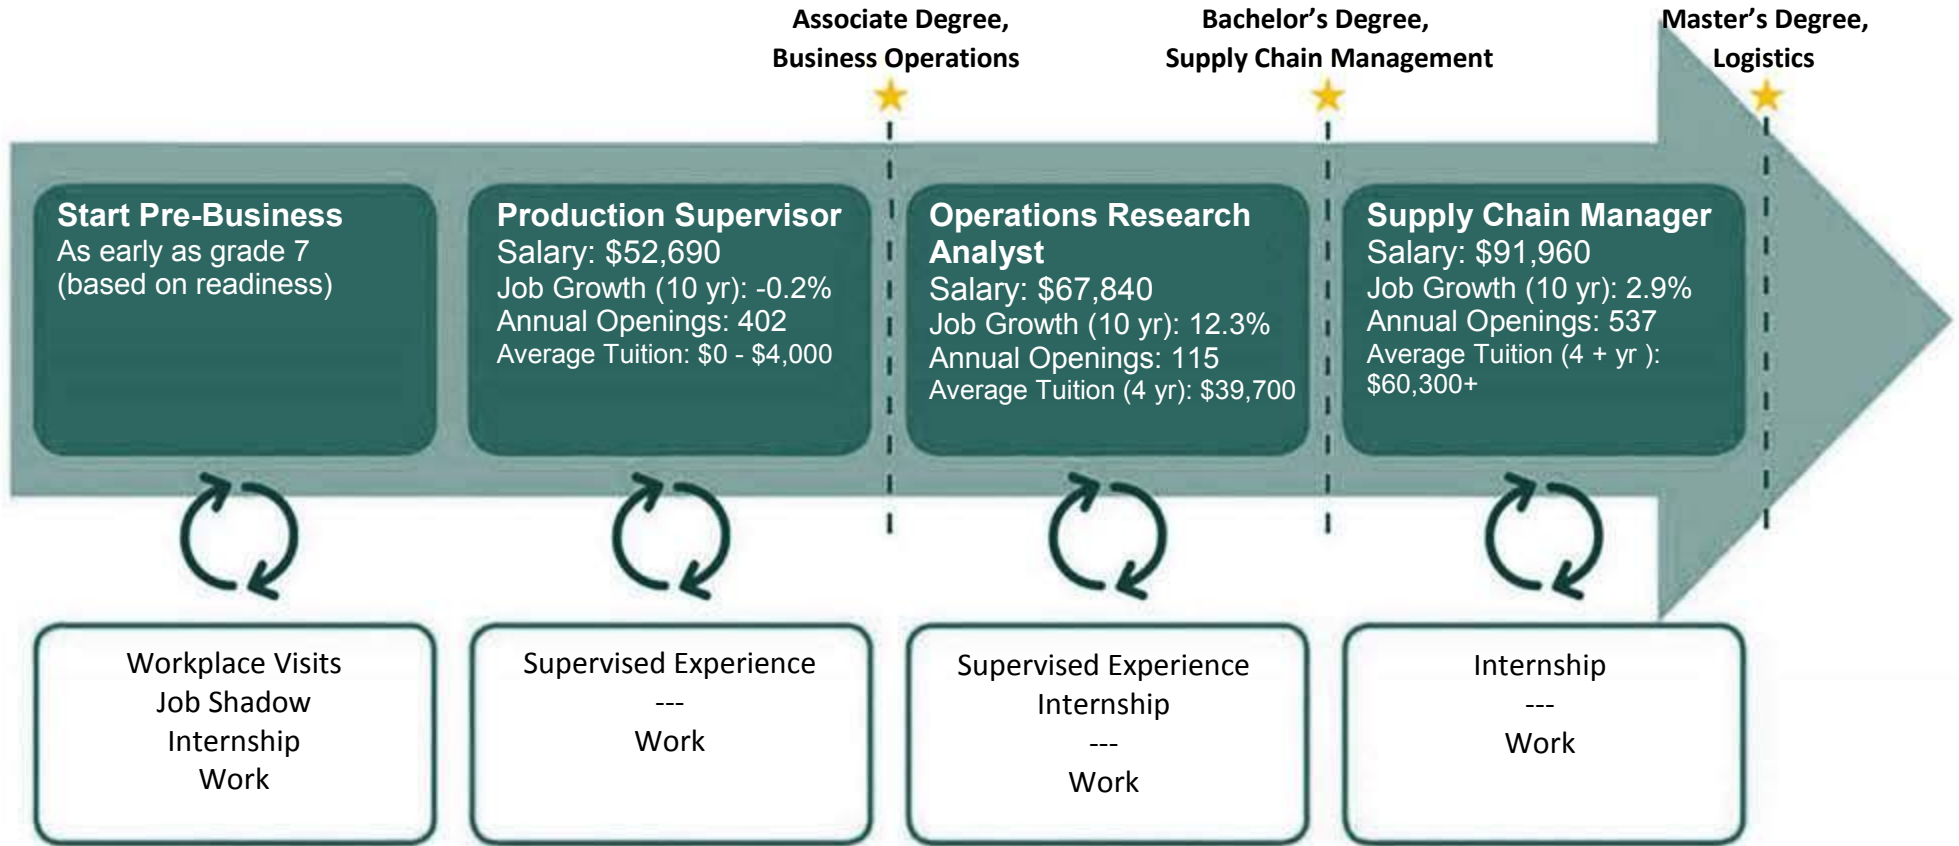 Associate Degree,
Business Operations
Bachelor’s Degree,
Supply Chain Management
Master’s Degree,
Logistics
Start Pre-Business
As early as grade 7
(based on readiness)
Production Supervisor
Salary: $52,690
Job Growth (10 yr): -0.2%
Annual Openings: 402
Average Tuition: $0 - $4,000
Operations Research
Analyst
Salary: $67,840
Job Growth (10 yr): 12.3%
Annual Openings: 115
Average Tuition (4 yr): $39,700
Supply Chain Manager
Salary: $91,960
Job Growth (10 yr): 2.9%
Annual Openings: 537
Average Tuition (4 + yr ):
$60,300+
Workplace Visits
Job Shadow
Internship
Work
Supervised Experience
---
Work
Supervised Experience
Internship
---
Work
Internship
---
Work